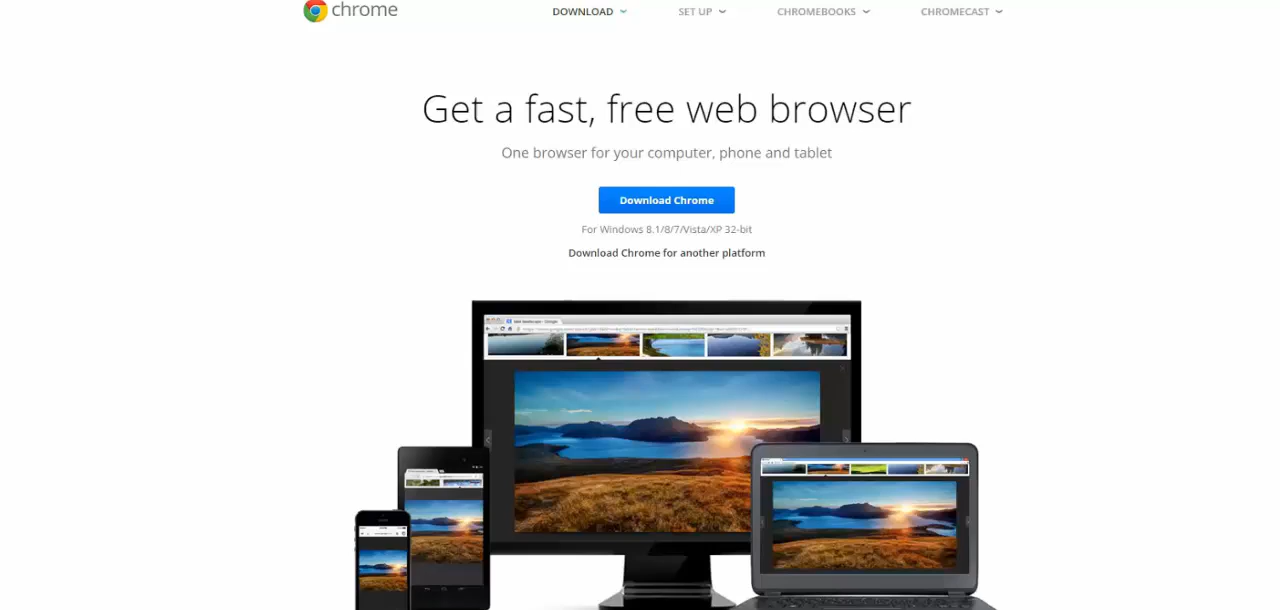 chrome
DOWNLOAD
SET UP
CHROMEBOOKS
CHROMECAST
Get a fast, free web browser
One browser for your computer, phone and tablet
Download Chrome
For Windows 8.1/8/7/Vista/XP 32-bit
Download Chrome for another platform